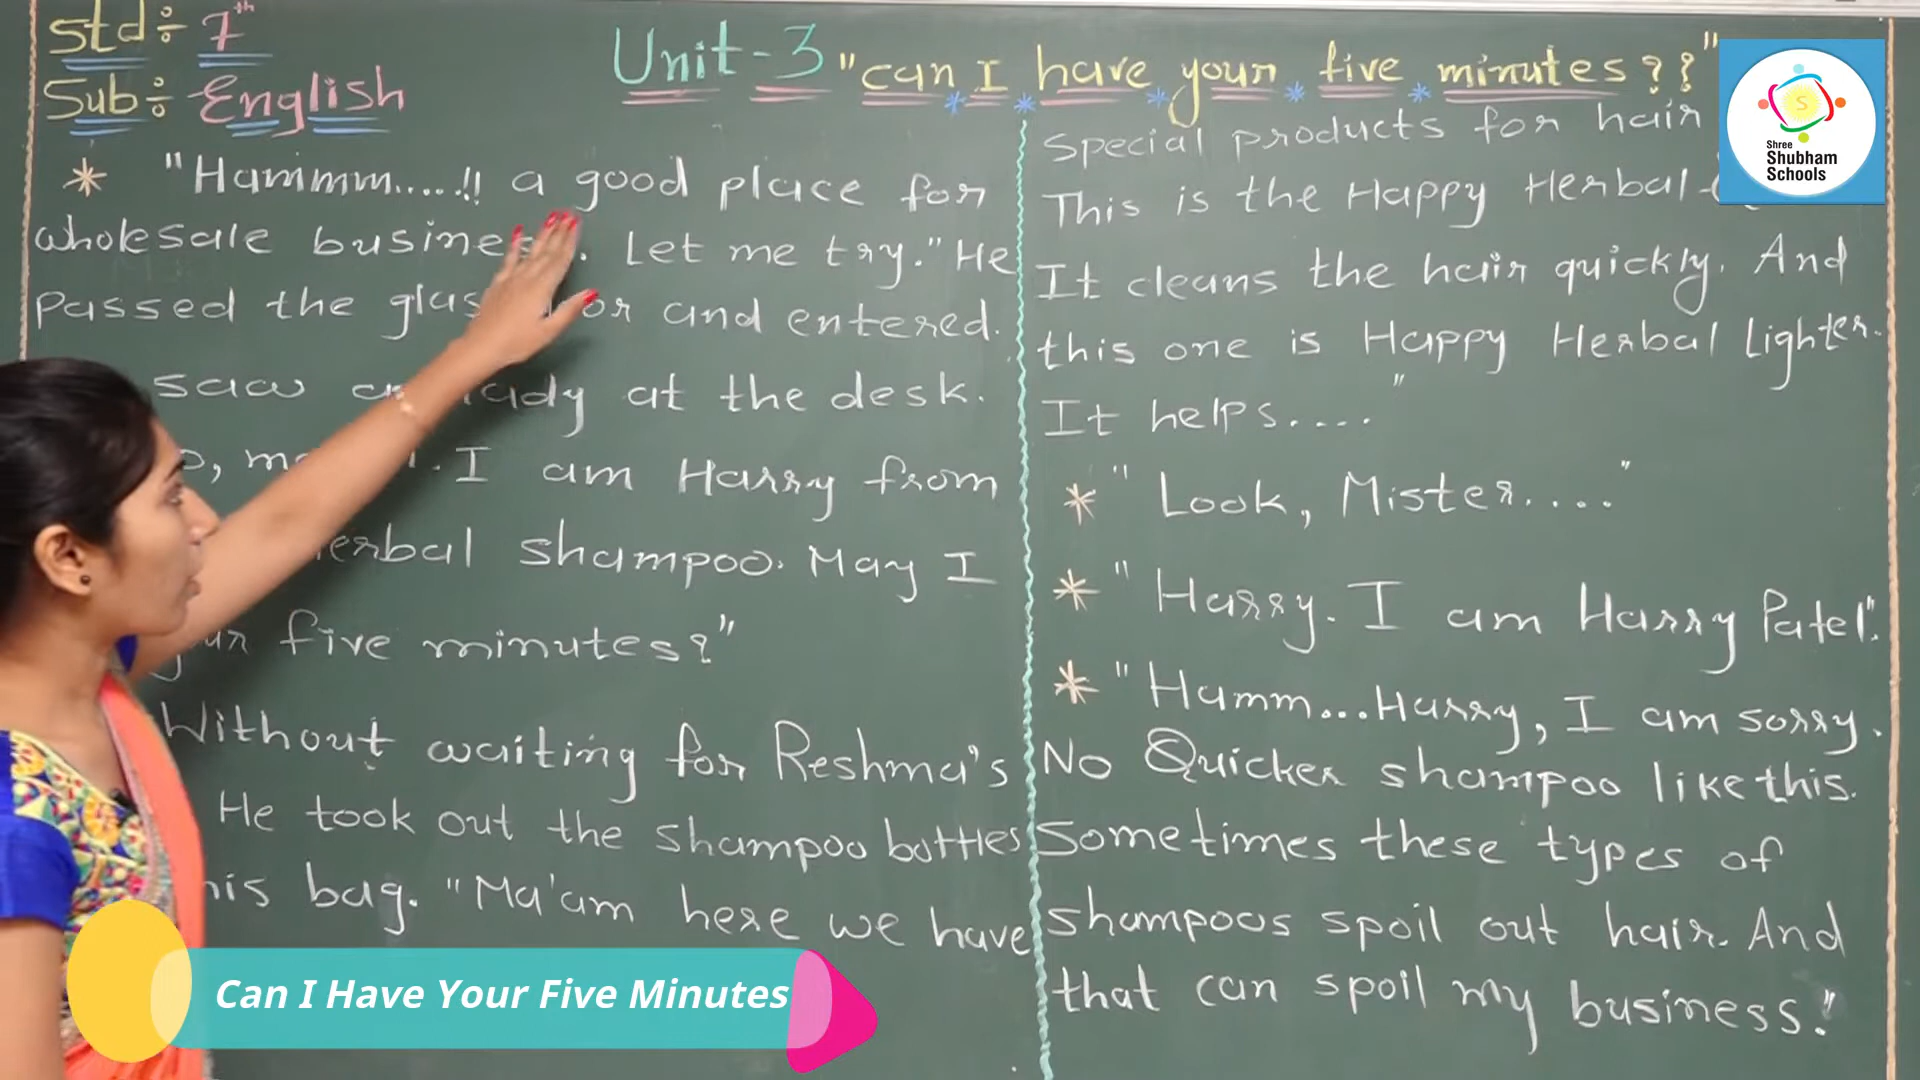 Std÷ 7th
Sub÷ English
Unit-3 "can I have your five minutes??"
* "Hammm.....!! a good place for
wholesale business. Let me try." He
passed the glass and entered.
saw lady at the desk.
I am Harry from
shampoo. May I
five minutes?"
Without waiting for Reshma's
He took out the shampoo bottles
his bag. "Ma'am here we have
Special products for hair
This is the Happy Herbal-
It cleans the hair quickly. And
this one is Happy Herbal Lighter.
It helps...."
* "Look, Mister...."
* "Harry. I am Harry Patel".
* "Hamm...Harry, I am sorry.
No Quicker shampoo like this.
Sometimes these types of
shampoos spoil out hair. And
that can spoil my business."
S
Shree
Shubham
Schools
Can I Have Your Five Minutes